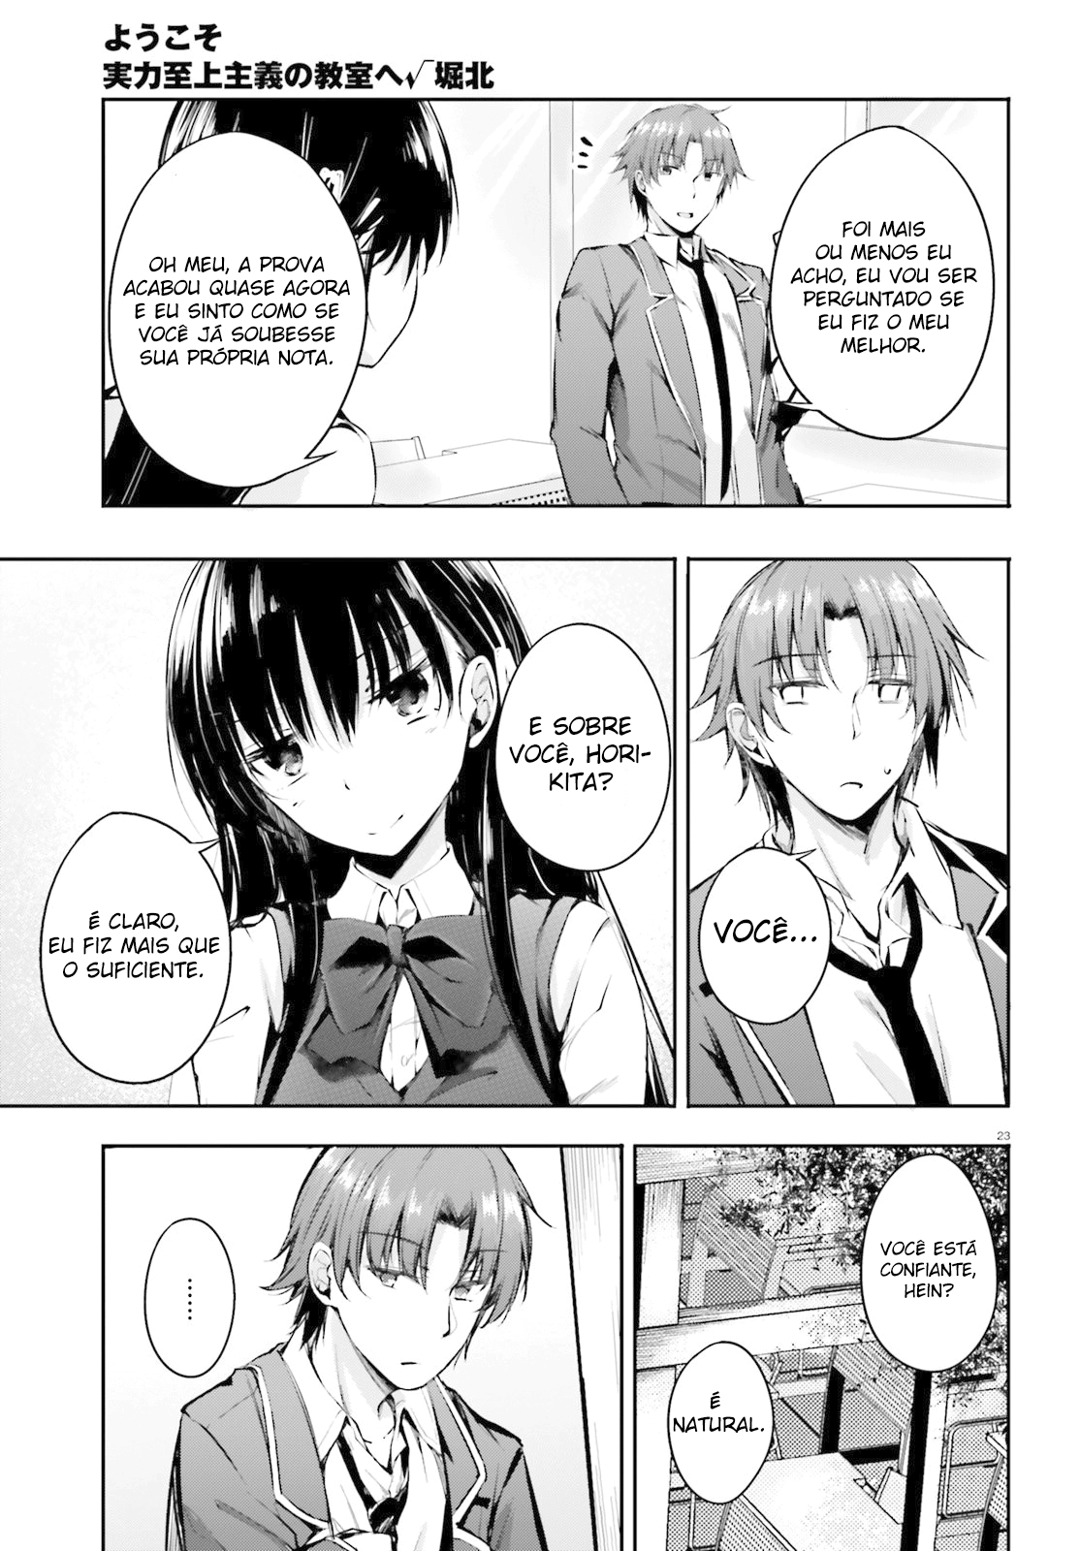 ようこそ
実力至上主義の教室へ√堀北
FOI MAIS
OU MENOS EU
ACHO, EU VOU SER
PERGUNTADO SE
EU FIZ O MEU
MELHOR.
OH MEU, A PROVA
ACABOU QUASE AGORA
E EU SINTO COMO SE
VOCÊ JÁ SOUBESSE
SUA PRÓPRIA NOTA.
VOCÊ...
E SOBRE
VOCÊ, HORI-
KITA?
É CLARO,
EU FIZ MAIS QUE
O SUFICIENTE.
23
VOCÊ ESTÁ
CONFIANTE,
HEIN?
É
NATURAL.
......